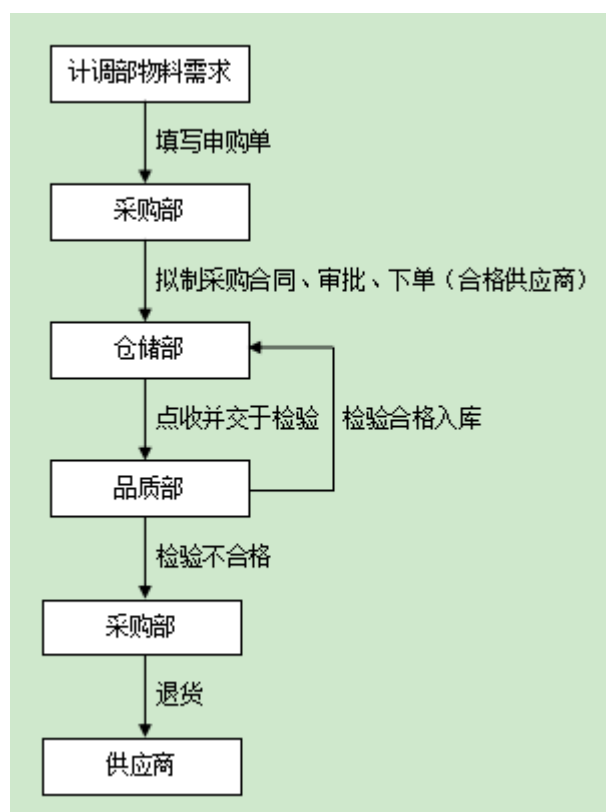 计调部物料需求
填写申购单
采购部
拟制采购合同、审批、下单（合格供应商）
仓储部
点收并交于检验
检验合格入库
品质部
检验不合格
采购部
退货
供应商